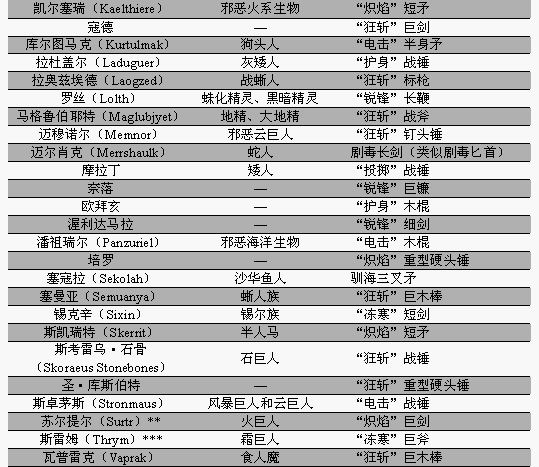 凯尔塞瑞（Kaelthiere） 邪恶火系生物 “炽焰”短矛
寇德 — “狂斩”巨剑
库尔图马克（Kurtulmak） 狗头人 “电击”半身矛
拉杜盖尔（Laduguer） 灰矮人 “护身”战锤
拉奥兹埃德（Laogzed） 战蜥人 “狂斩”标枪
罗丝（Lolth） 蛛化精灵、黑暗精灵 “锐锋”长鞭
马格鲁伯耶特（Maglubiyet） 地精、大地精 “狂斩”战斧
迈穆诺尔（Memnor） 邪恶云巨人 “狂斩”钉头锤
迈尔肖克（Merrshaulk） 蛇人 剧毒长剑（类似剧毒匕首）
摩拉丁 矮人 “投掷”战锤
奈落 — “锐锋”巨镰
欧拜亥 — “护身”木棍
渥利达马拉 — “锐锋”细剑
潘祖瑞尔（Panzuriel） 邪恶海洋生物 “电击”木棍
培罗 — “炽焰”重型硬头锤
塞寇拉（Sekolah） 沙华鱼人 驯海三叉矛
塞曼亚（Semuanya） 蜥人族 “狂斩”巨木棒
锡克辛（Sixin） 锡尔族 “冻寒”短剑
斯凯瑞特（Skerrit） 半人马 “炽焰”短矛
斯考雷乌·石骨
（Skoraeus Stonebones） 石巨人 “狂斩”战锤
圣·库斯伯特 — “狂斩”重型硬头锤
斯卓茅斯（Stronmaus） 风暴巨人和云巨人 “电击”战锤
苏尔提尔（Surtr）** 火巨人 “炽焰”巨剑
斯雷姆（Thrym）*** 霜巨人 “冻寒”巨斧
瓦普雷克（Vaprak） 食人魔 “狂斩”巨木棒